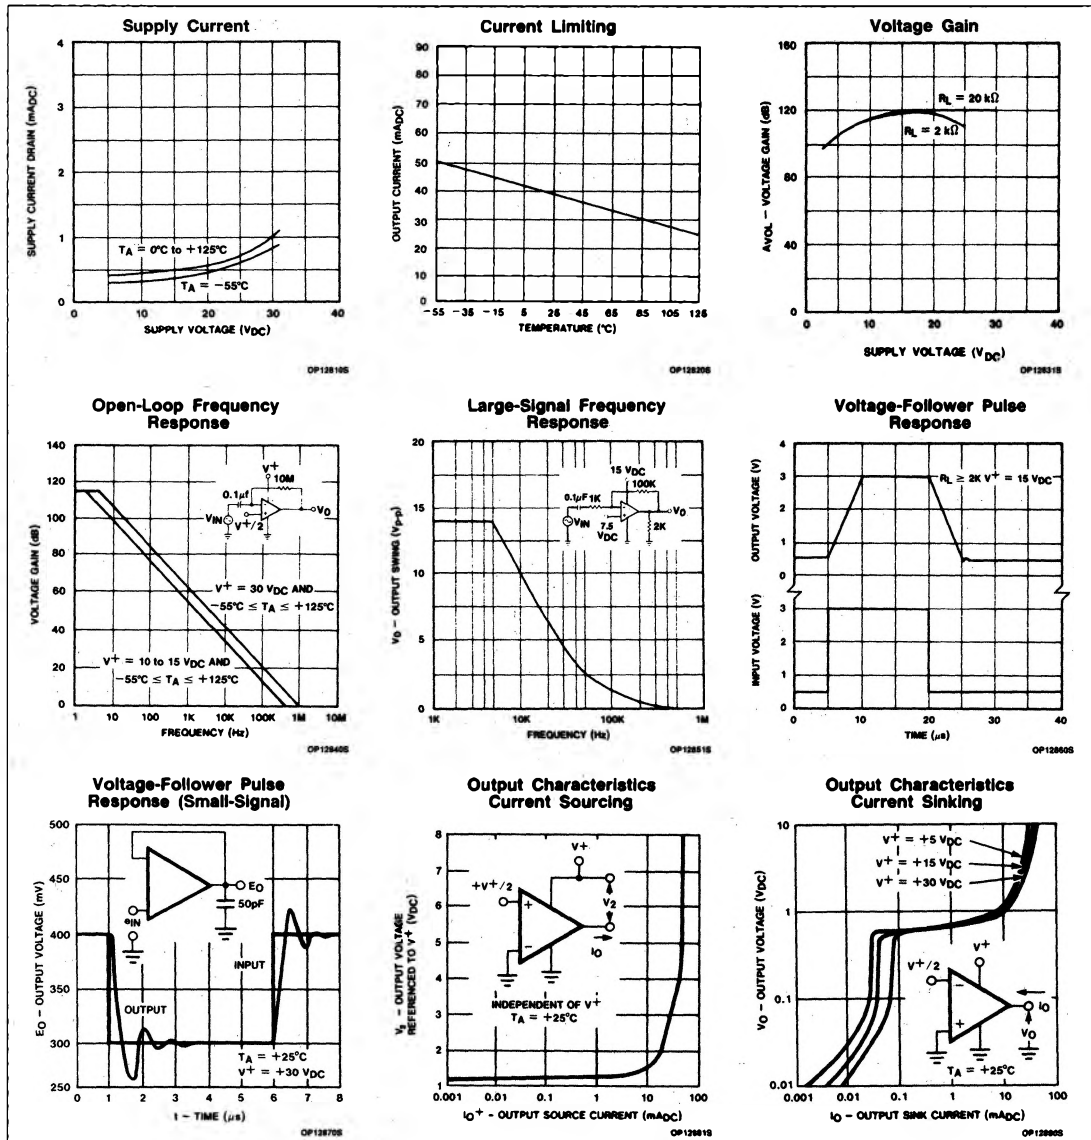 Supply Current
SUPPLY CURRENT DRAIN (mADC)
4
3
2
1
0
TA = 0°C to +125°C
TA = −55°C
0 10 20 30 40
SUPPLY VOLTAGE (VDC)
OP12810S
Current Limiting
OUTPUT CURRENT (mADC)
90
80
70
60
50
40
30
20
10
0
−55 −35 −15 5 25 45 65 85 105 125
TEMPERATURE (°C)
OP12820S
Voltage Gain
AVOL – VOLTAGE GAIN (dB)
160
120
80
40
0
RL = 20 kΩ
RL = 2 kΩ
0 10 20 30 40
SUPPLY VOLTAGE (VDC)
OP12831S
Open-Loop Frequency
Response
VOLTAGE GAIN (dB)
140
120
100
80
60
40
20
0
V+
10M
0.1μf
VIN
V+/2
VO
V+ = 30 VDC AND
−55°C ≤ TA ≤ +125°C
V+ = 10 to 15 VDC AND
−55°C ≤ TA ≤ +125°C
1 10 100 1K 10K 100K 1M 10M
FREQUENCY (Hz)
OP12840S
Large-Signal Frequency
Response
VO – OUTPUT SWING (VP-P)
20
15
10
5
0
15 VDC
100K
0.1μF 1K
VIN
7.5
VDC
VO
2K
1K 10K 100K 1M
FREQUENCY (Hz)
OP12851S
Voltage-Follower Pulse
Response
OUTPUT VOLTAGE (V)
4
3
2
1
0
RL ≥ 2K V+ = 15 VDC
INPUT VOLTAGE (V)
3
2
1
0
0 10 20 30 40
TIME (μs)
OP12860S
Voltage-Follower Pulse
Response (Small-Signal)
EO – OUTPUT VOLTAGE (mV)
500
450
400
350
300
250
EO
50pF
eIN
INPUT
OUTPUT
TA = +25°C
V+ = +30 VDC
0 1 2 3 4 5 6 7 8
t – TIME (μs)
OP12870S
Output Characteristics
Current Sourcing
V2 – OUTPUT VOLTAGE
REFERENCED TO V+ (VDC)
8
7
6
5
4
3
2
1
V+
+V+/2
V2
IO
INDEPENDENT OF V+
TA = +25°C
0.001 0.01 0.1 1 10 100
IO+ – OUTPUT SOURCE CURRENT (mADC)
OP12881S
Output Characteristics
Current Sinking
VO – OUTPUT VOLTAGE (VDC)
10
1
0.1
0.01
V+ = +5 VDC
V+ = +15 VDC
V+ = +30 VDC
V+
V+/2
IO
VO
TA = +25°C
0.001 0.01 0.1 1 10 100
IO – OUTPUT SINK CURRENT (mADC)
OP12890S